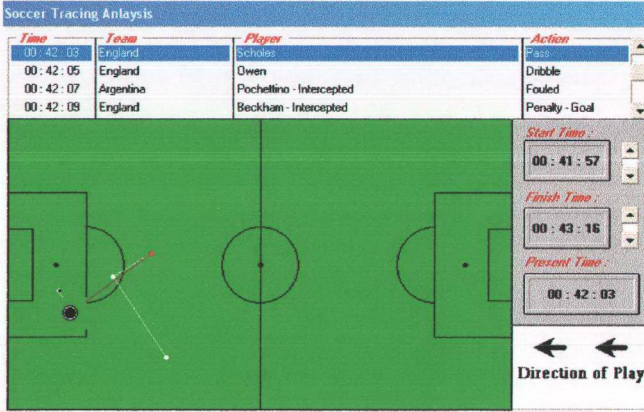 Soccer Tracing Anlaysis
Time Team Player Action
00 : 42 : 03 England Scholes Pass
00 : 42 : 05 England Owen Dribble
00 : 42 : 07 Argentina Pochettino - Intercepted Fouled
00 : 42 : 09 England Beckham - Intercepted Penalty - Goal
Start Time :
00 : 41 : 57
Finish Time :
00 : 43 : 16
Present Time :
00 : 42 : 03
Direction of Play